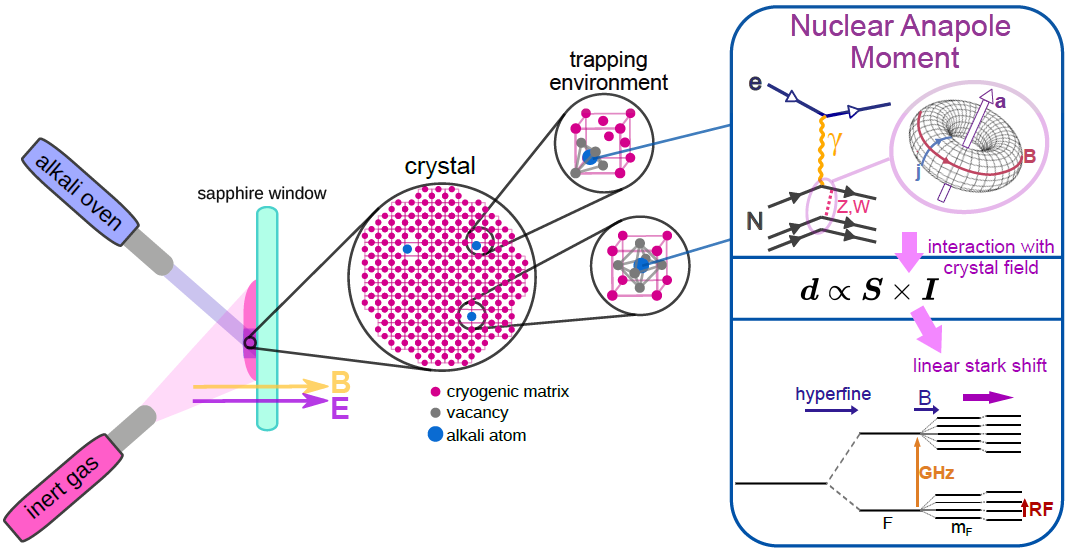 alkali oven
sapphire window
inert gas
B
E
crystal
cryogenic matrix
vacancy
alkali atom
trapping
environment
Nuclear Anapole
Moment
e
γ
N
Z,W
a
B
j
interaction with
crystal field
d ∝ S × I
linear stark shift
hyperfine
B
GHz
RF
F
mF